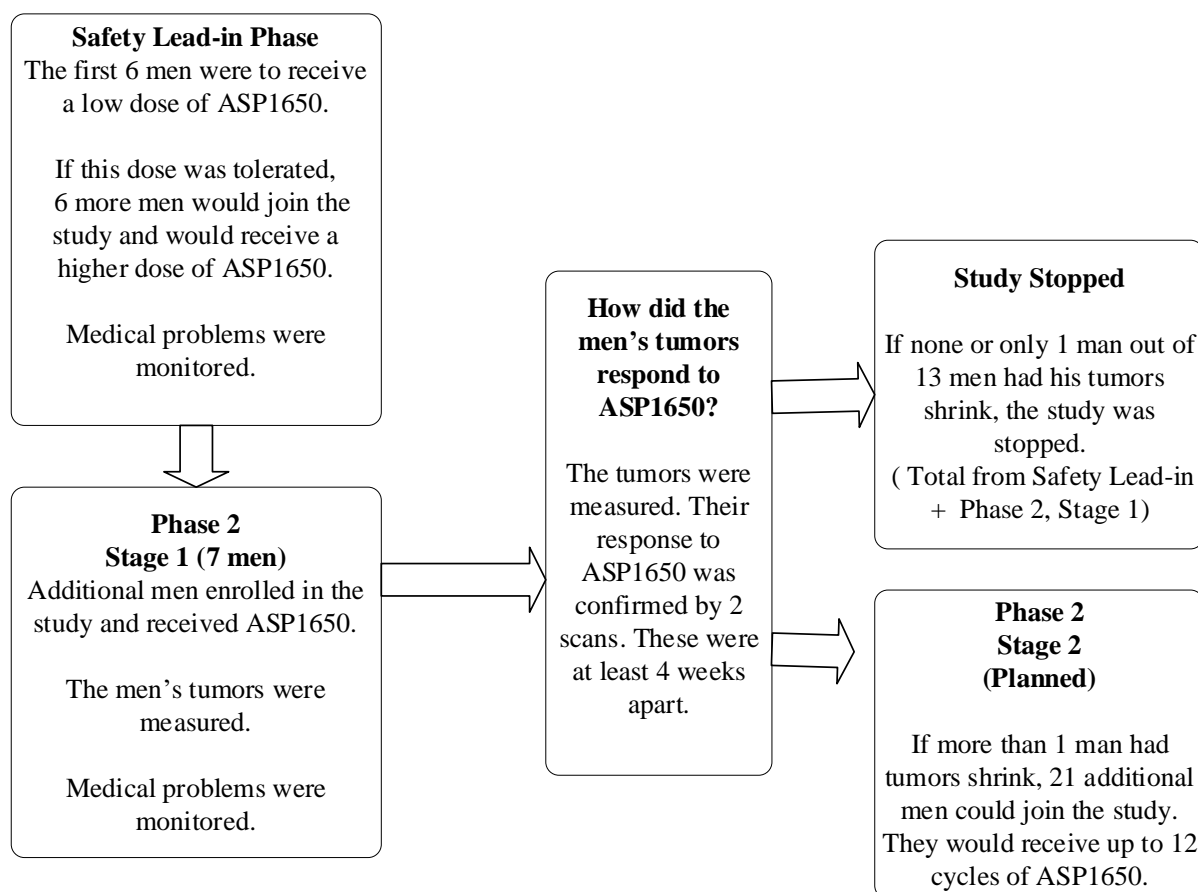 Safety Lead-in Phase
The first 6 men were to receive
a low dose of ASP1650.
If this dose was tolerated,
6 more men would join the
study and would receive a
higher dose of ASP1650.
Medical problems were
monitored.
Phase 2
Stage 1 (7 men)
Additional men enrolled in the
study and received ASP1650.
The men’s tumors were
measured.
Medical problems were
monitored.
How did the
men’s tumors
respond to
ASP1650?
The tumors were
measured. Their
response to
ASP1650 was
confirmed by 2
scans. These were
at least 4 weeks
apart.
Study Stopped
If none or only 1 man out of
13 men had his tumors
shrink, the study was
stopped.
( Total from Safety Lead-in
+ Phase 2, Stage 1)
Phase 2
Stage 2
(Planned)
If more than 1 man had
tumors shrink, 21 additional
men could join the study.
They would receive up to 12
cycles of ASP1650.